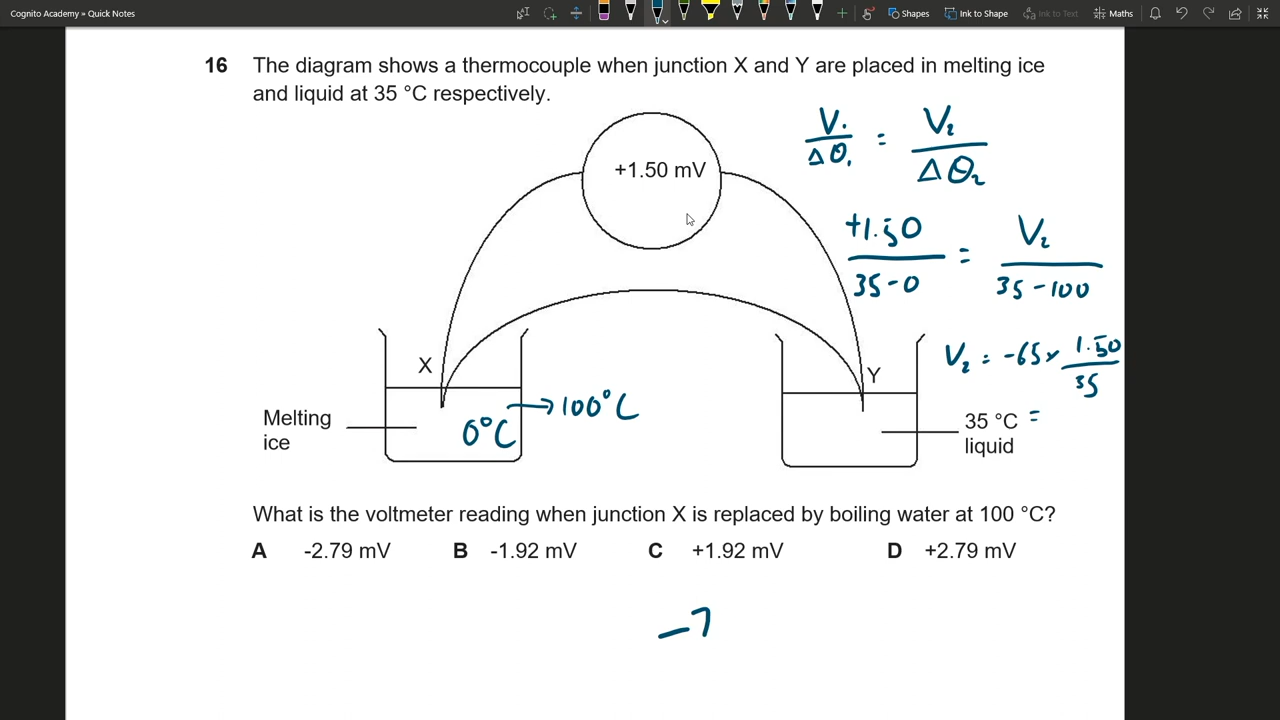 Cognito Academy » Quick Notes
Shapes Ink to Shape Ink to Text Maths
16 The diagram shows a thermocouple when junction X and Y are placed in melting ice
and liquid at 35 °C respectively.
+1.50 mV
V₁/Δθ₁ = V₂/Δθ₂
+1.50/35-0 = V₂/35-100
V₂ = -65 × 1.50/35
=
X
Y
Melting
ice
0°C → 100°C
35 °C
liquid
What is the voltmeter reading when junction X is replaced by boiling water at 100 °C?
A -2.79 mV B -1.92 mV C +1.92 mV D +2.79 mV